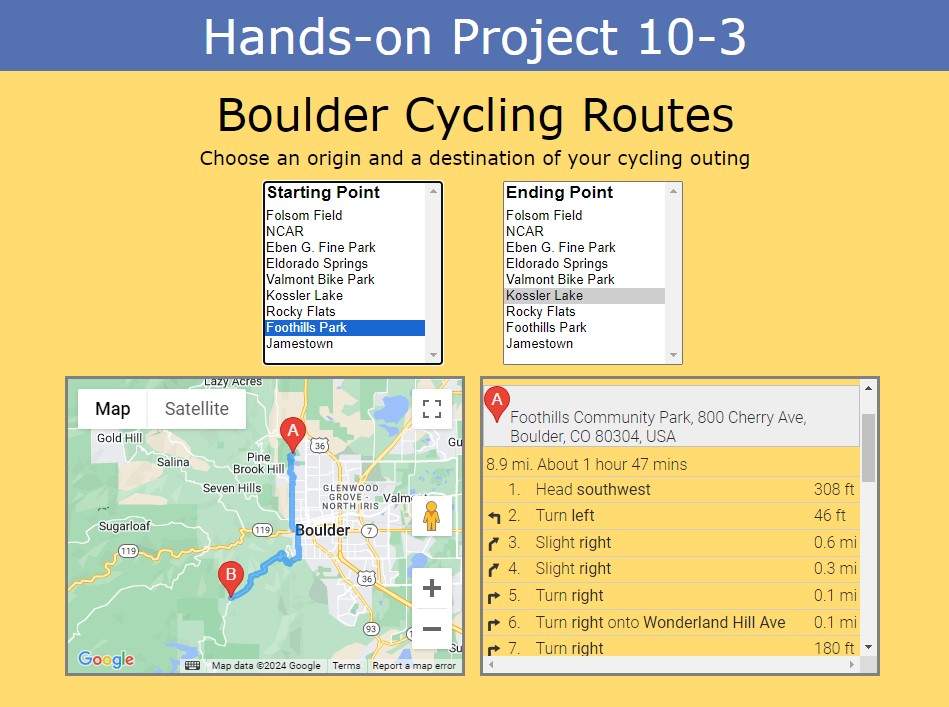 Hands-on Project 10-3
Boulder Cycling Routes
Choose an origin and a destination of your cycling outing
Starting Point
Folsom Field
NCAR
Eben G. Fine Park
Eldorado Springs
Valmont Bike Park
Kossler Lake
Rocky Flats
Foothills Park
Jamestown
Ending Point
Folsom Field
NCAR
Eben G. Fine Park
Eldorado Springs
Valmont Bike Park
Kossler Lake
Rocky Flats
Foothills Park
Jamestown
Lazy Acres
Map Satellite
Gold Hill
A
36
Gu
Salina
Pine
Brook Hill
Seven Hills
GLENWOOD
GROVE -
NORTH IRIS
Valm
Sugarloaf
119
Boulder
7
119
B
36
93
Su
Google
Map data ©2024 Google
Terms
Report a map error
A
Foothills Community Park, 800 Cherry Ave,
Boulder, CO 80304, USA
8.9 mi. About 1 hour 47 mins
1. Head southwest 308 ft
2. Turn left 46 ft
3. Slight right 0.6 mi
4. Slight right 0.3 mi
5. Turn right 0.1 mi
6. Turn right onto Wonderland Hill Ave 0.1 mi
7. Turn right 180 ft